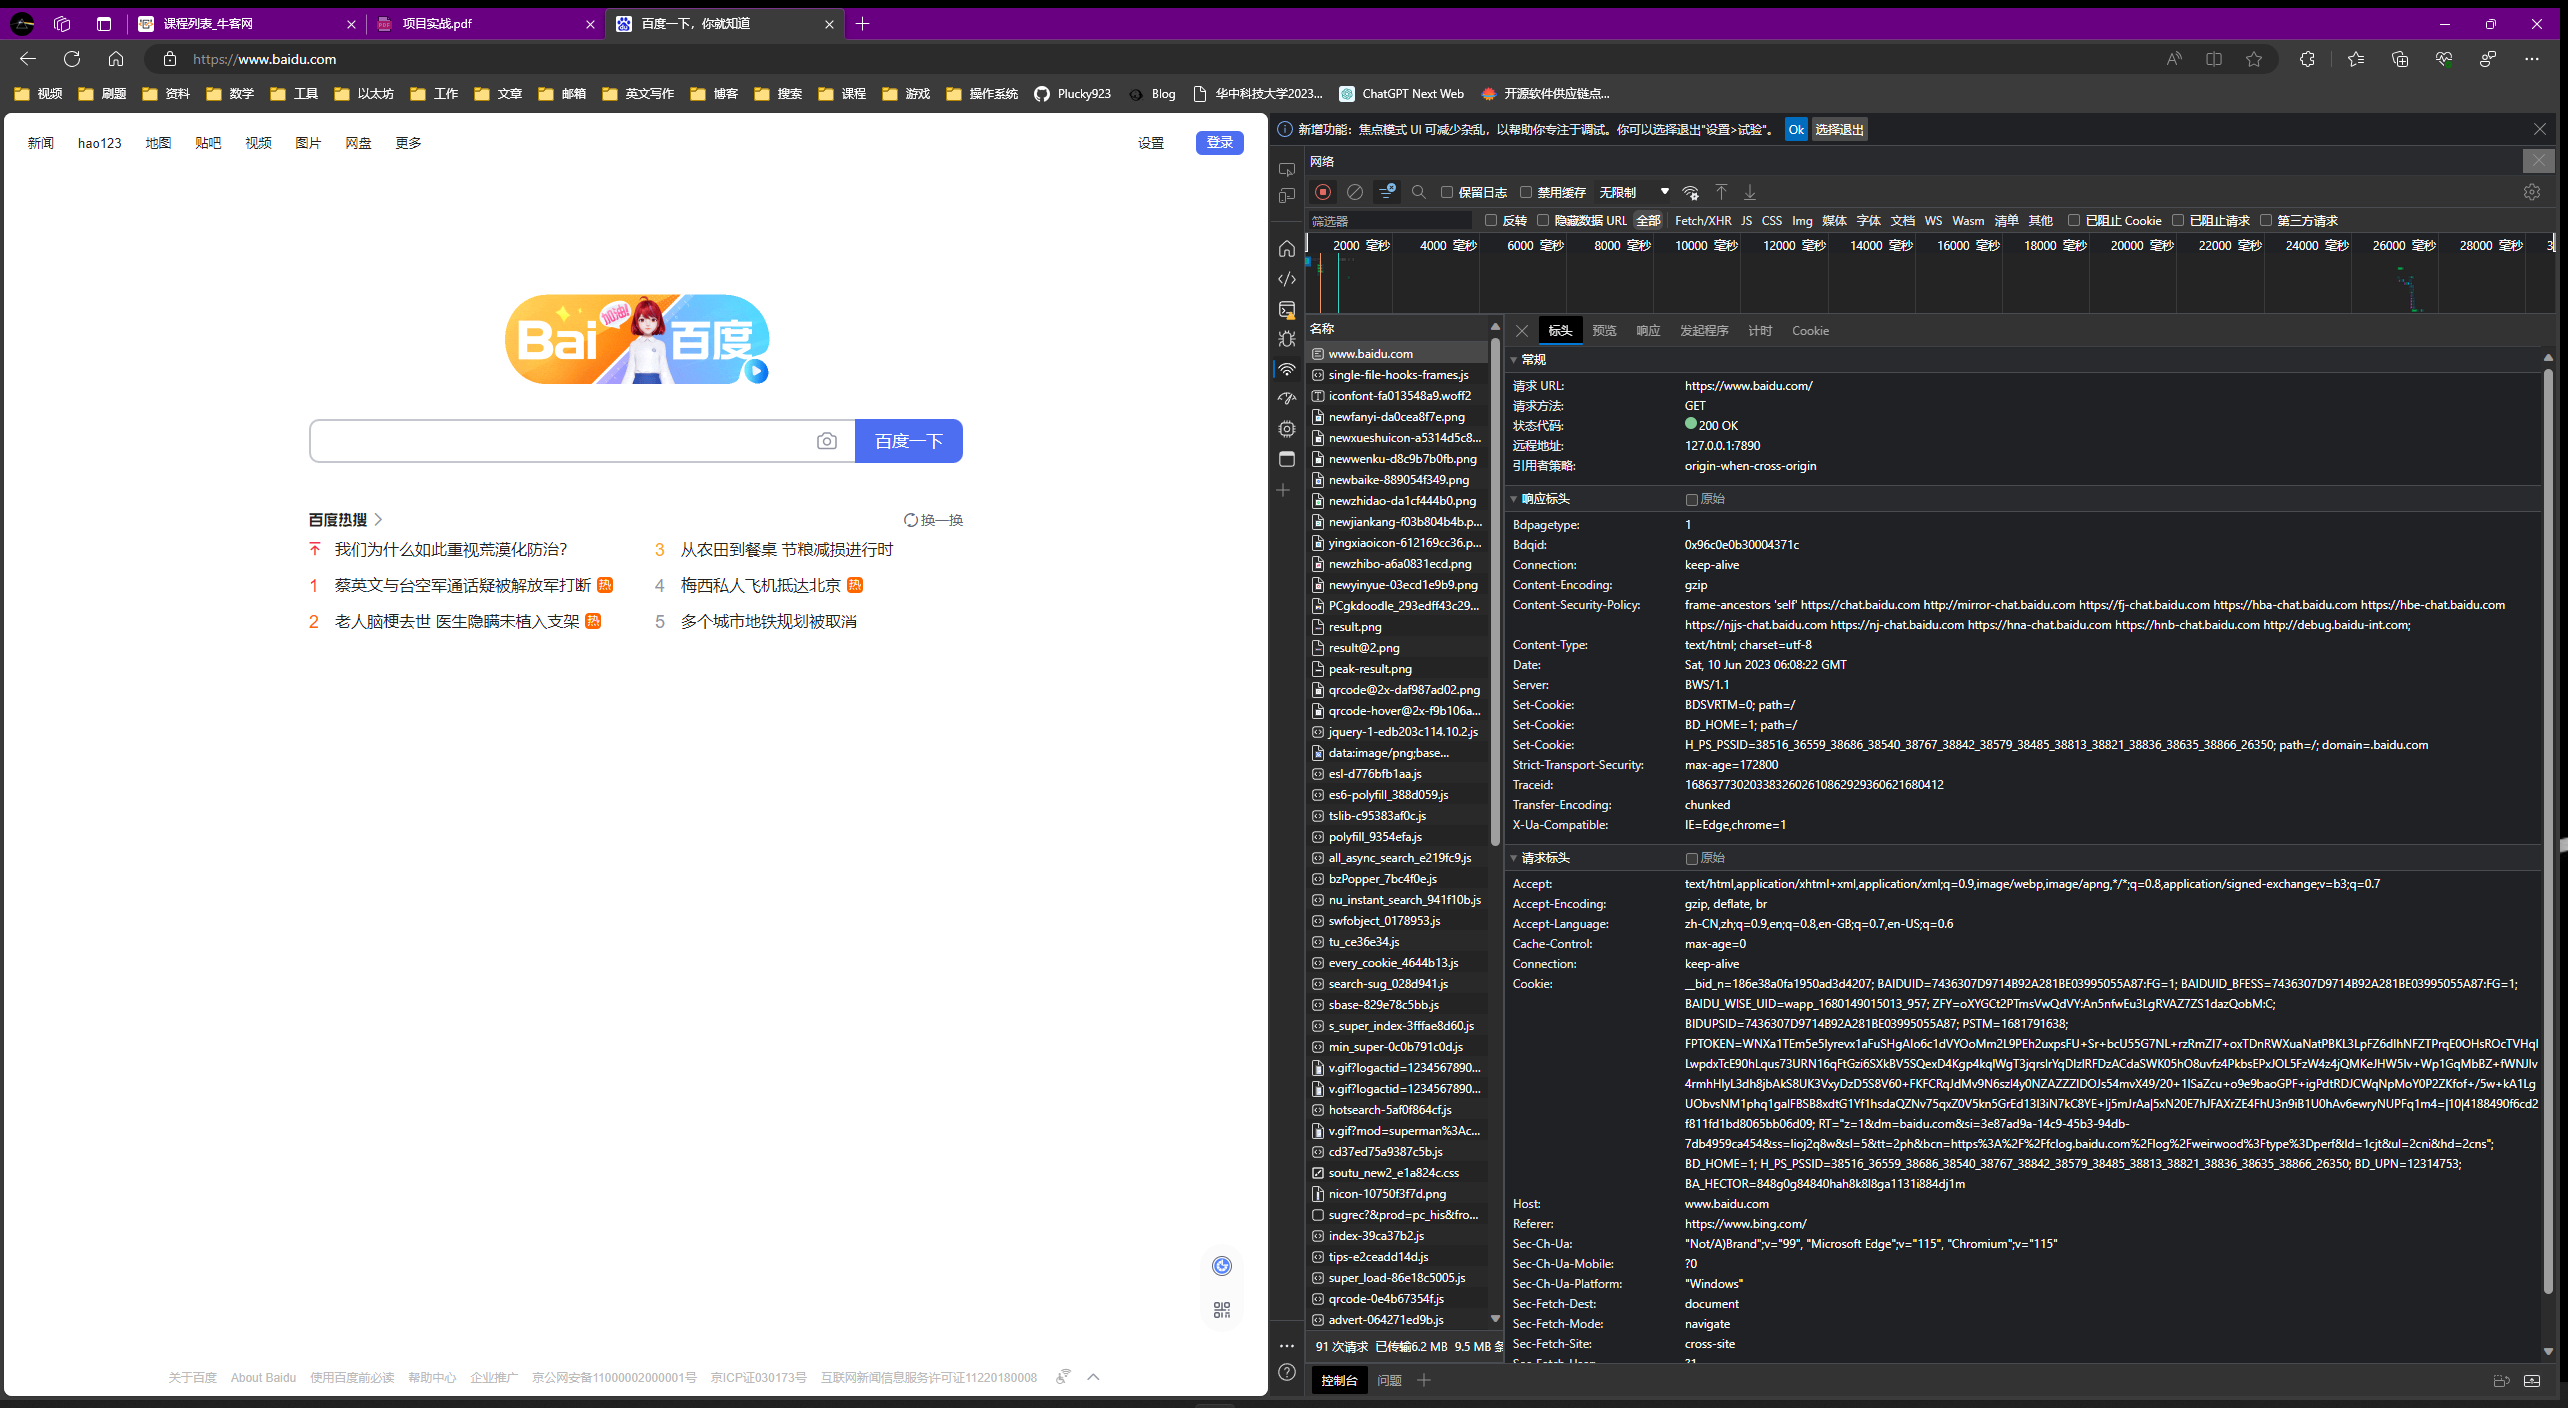 课程列表_牛客网
项目实战.pdf
百度一下，你就知道
https://www.baidu.com
视频 刷题 资料 数学 工具 以太坊 工作 文章 邮箱 英文写作 博客 搜索 课程 游戏 操作系统 Plucky923 Blog 华中科技大学2023... ChatGPT Next Web 开源软件供应链点...
新闻 hao123 地图 贴吧 视频 图片 网盘 更多 设置 登录
Bai 加油! 百度
百度一下
百度热搜 换一换
我们为什么如此重视荒漠化防治？
1 蔡英文与台空军通话疑被解放军打断 热
2 老人脑梗去世 医生隐瞒未植入支架 热
3 从农田到餐桌 节粮减损进行时
4 梅西私人飞机抵达北京 热
5 多个城市地铁规划被取消
关于百度 About Baidu 使用百度前必读 帮助中心 企业推广 京公网安备11000002000001号 京ICP证030173号 互联网新闻信息服务许可证11220180008
新增功能：焦点模式 UI 可减少杂乱，以帮助你专注于调试。你可以选择退出"设置>试验"。 Ok 选择退出
网络
保留日志 禁用缓存 无限制
筛选器 反转 隐藏数据 URL 全部 Fetch/XHR JS CSS Img 媒体 字体 文档 WS Wasm 清单 其他 已阻止 Cookie 已阻止请求 第三方请求
2000 毫秒 4000 毫秒 6000 毫秒 8000 毫秒 10000 毫秒 12000 毫秒 14000 毫秒 16000 毫秒 18000 毫秒 20000 毫秒 22000 毫秒 24000 毫秒 26000 毫秒 28000 毫秒 3
名称
www.baidu.com
single-file-hooks-frames.js
iconfont-fa013548a9.woff2
newfanyi-da0cea8f7e.png
newxueshuicon-a5314d5c8...
newwenku-d8c9b7b0fb.png
newbaike-889054f349.png
newzhidao-da1cf444b0.png
newjiankang-f03b804b4b.p...
yingxiaoicon-612169cc36.p...
newzhibo-a6a0831ecd.png
newyinyue-03ecd1e9b9.png
PCgkdoodle_293edff43c29...
result.png
result@2.png
peak-result.png
qrcode@2x-daf987ad02.png
qrcode-hover@2x-f9b106a...
jquery-1-edb203c114.10.2.js
data:image/png;base...
esl-d776bfb1aa.js
es6-polyfill_388d059.js
tslib-c95383af0c.js
polyfill_9354efa.js
all_async_search_e219fc9.js
bzPopper_7bc4f0e.js
nu_instant_search_941f10b.js
swfobject_0178953.js
tu_ce36e34.js
every_cookie_4644b13.js
search-sug_028d941.js
sbase-829e78c5bb.js
s_super_index-3fffae8d60.js
min_super-0c0b791c0d.js
v.gif?logactid=1234567890...
v.gif?logactid=1234567890...
hotsearch-5af0f864cf.js
v.gif?mod=superman%3Ac...
cd37ed75a9387c5b.js
soutu_new2_e1a824c.css
nicon-10750f3f7d.png
sugrec?&prod=pc_his&fro...
index-39ca37b2.js
tips-e2ceadd14d.js
super_load-86e18c5005.js
qrcode-0e4b67354f.js
advert-064271ed9b.js
91 次请求 已传输6.2 MB 9.5 MB 条
标头 预览 响应 发起程序 计时 Cookie
常规
请求 URL: https://www.baidu.com/
请求方法: GET
状态代码: 200 OK
远程地址: 127.0.0.1:7890
引用者策略: origin-when-cross-origin
响应标头 原始
Bdpagetype: 1
Bdqid: 0x96c0e0b30004371c
Connection: keep-alive
Content-Encoding: gzip
Content-Security-Policy: frame-ancestors 'self' https://chat.baidu.com http://mirror-chat.baidu.com https://fj-chat.baidu.com https://hba-chat.baidu.com https://hbe-chat.baidu.com
https://njjs-chat.baidu.com https://nj-chat.baidu.com https://hna-chat.baidu.com https://hnb-chat.baidu.com http://debug.baidu-int.com;
Content-Type: text/html; charset=utf-8
Date: Sat, 10 Jun 2023 06:08:22 GMT
Server: BWS/1.1
Set-Cookie: BDSVRTM=0; path=/
Set-Cookie: BD_HOME=1; path=/
Set-Cookie: H_PS_PSSID=38516_36559_38686_38540_38767_38842_38579_38485_38813_38821_38836_38635_38866_26350; path=/; domain=.baidu.com
Strict-Transport-Security: max-age=172800
Traceid: 168637730203383260261086292936062168​0412
Transfer-Encoding: chunked
X-Ua-Compatible: IE=Edge,chrome=1
请求标头 原始
Accept: text/html,application/xhtml+xml,application/xml;q=0.9,image/webp,image/apng,*/*;q=0.8,application/signed-exchange;v=b3;q=0.7
Accept-Encoding: gzip, deflate, br
Accept-Language: zh-CN,zh;q=0.9,en;q=0.8,en-GB;q=0.7,en-US;q=0.6
Cache-Control: max-age=0
Connection: keep-alive
Cookie: __bid_n=186e38a0fa1950ad3d4207; BAIDUID=7436307D9714B92A281BE03995055A87:FG=1; BAIDUID_BFESS=7436307D9714B92A281BE03995055A87:FG=1;
BAIDU_WISE_UID=wapp_1680149015013_957; ZFY=oXYGCt2PTmsVwQdVY:An5nfwEu3LgRVAZ7ZS1dazQobM:C;
BIDUPSID=7436307D9714B92A281BE03995055A87; PSTM=1681791638;
f811fd1bd8065bb06d09; RT="z=1&dm=baidu.com&si=3e87ad9a-14c9-45b3-94db-
7db4959ca454&ss=lioj2q8w&sl=5&tt=2ph&bcn=https%3A%2F%2Ffclog.baidu.com%2Flog%2Fweirwood%3Ftype%3Dperf&ld=1cjt&ul=2cni&hd=2cns";
BD_HOME=1; H_PS_PSSID=38516_36559_38686_38540_38767_38842_38579_38485_38813_38821_38836_38635_38866_26350; BD_UPN=12314753;
BA_HECTOR=848g0g84840hah8k8l8ga1131i884dj1m
Host: www.baidu.com
Referer: https://www.bing.com/
Sec-Ch-Ua: "Not/A)Brand";v="99", "Microsoft Edge";v="115", "Chromium";v="115"
Sec-Ch-Ua-Mobile: ?0
Sec-Ch-Ua-Platform: "Windows"
Sec-Fetch-Dest: document
Sec-Fetch-Mode: navigate
Sec-Fetch-Site: cross-site
控制台 问题